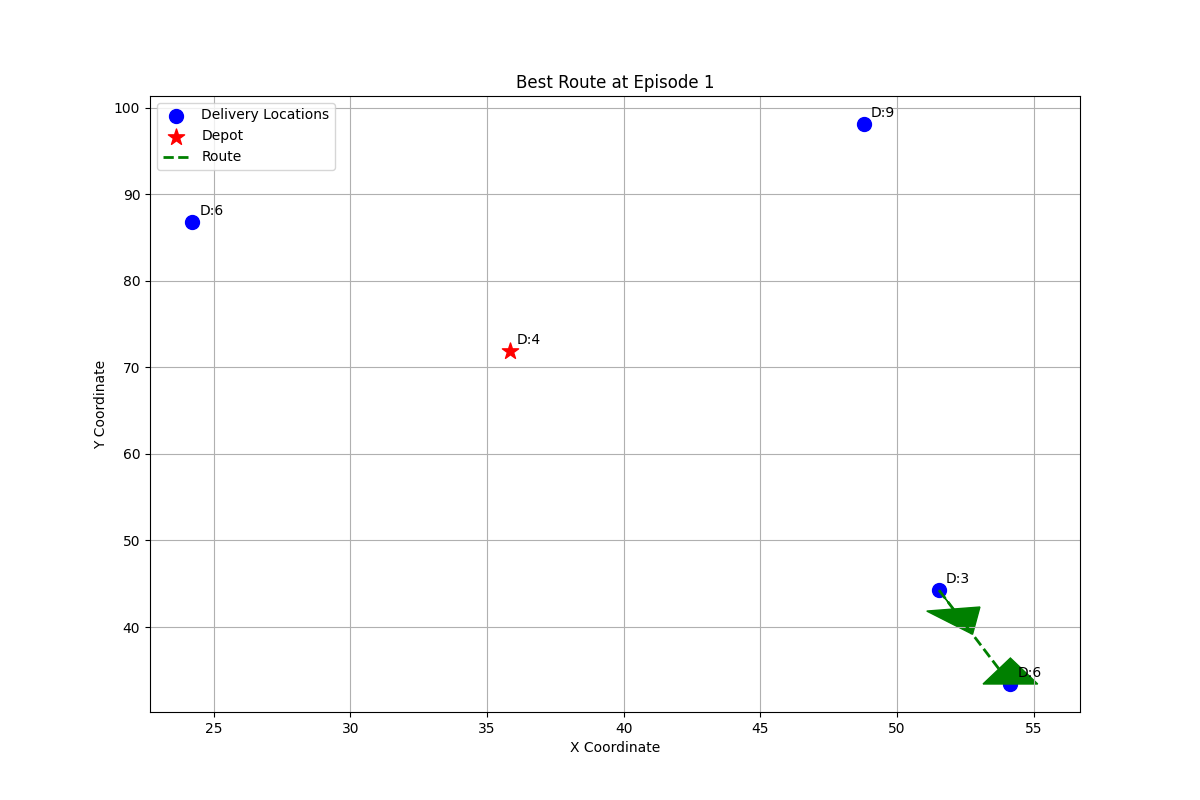 Best Route at Episode 1
Delivery Locations
Depot
Route
D:9
D:6
D:4
D:3
D:6
100
90
80
70
60
50
40
Y Coordinate
25 30 35 40 45 50 55
X Coordinate